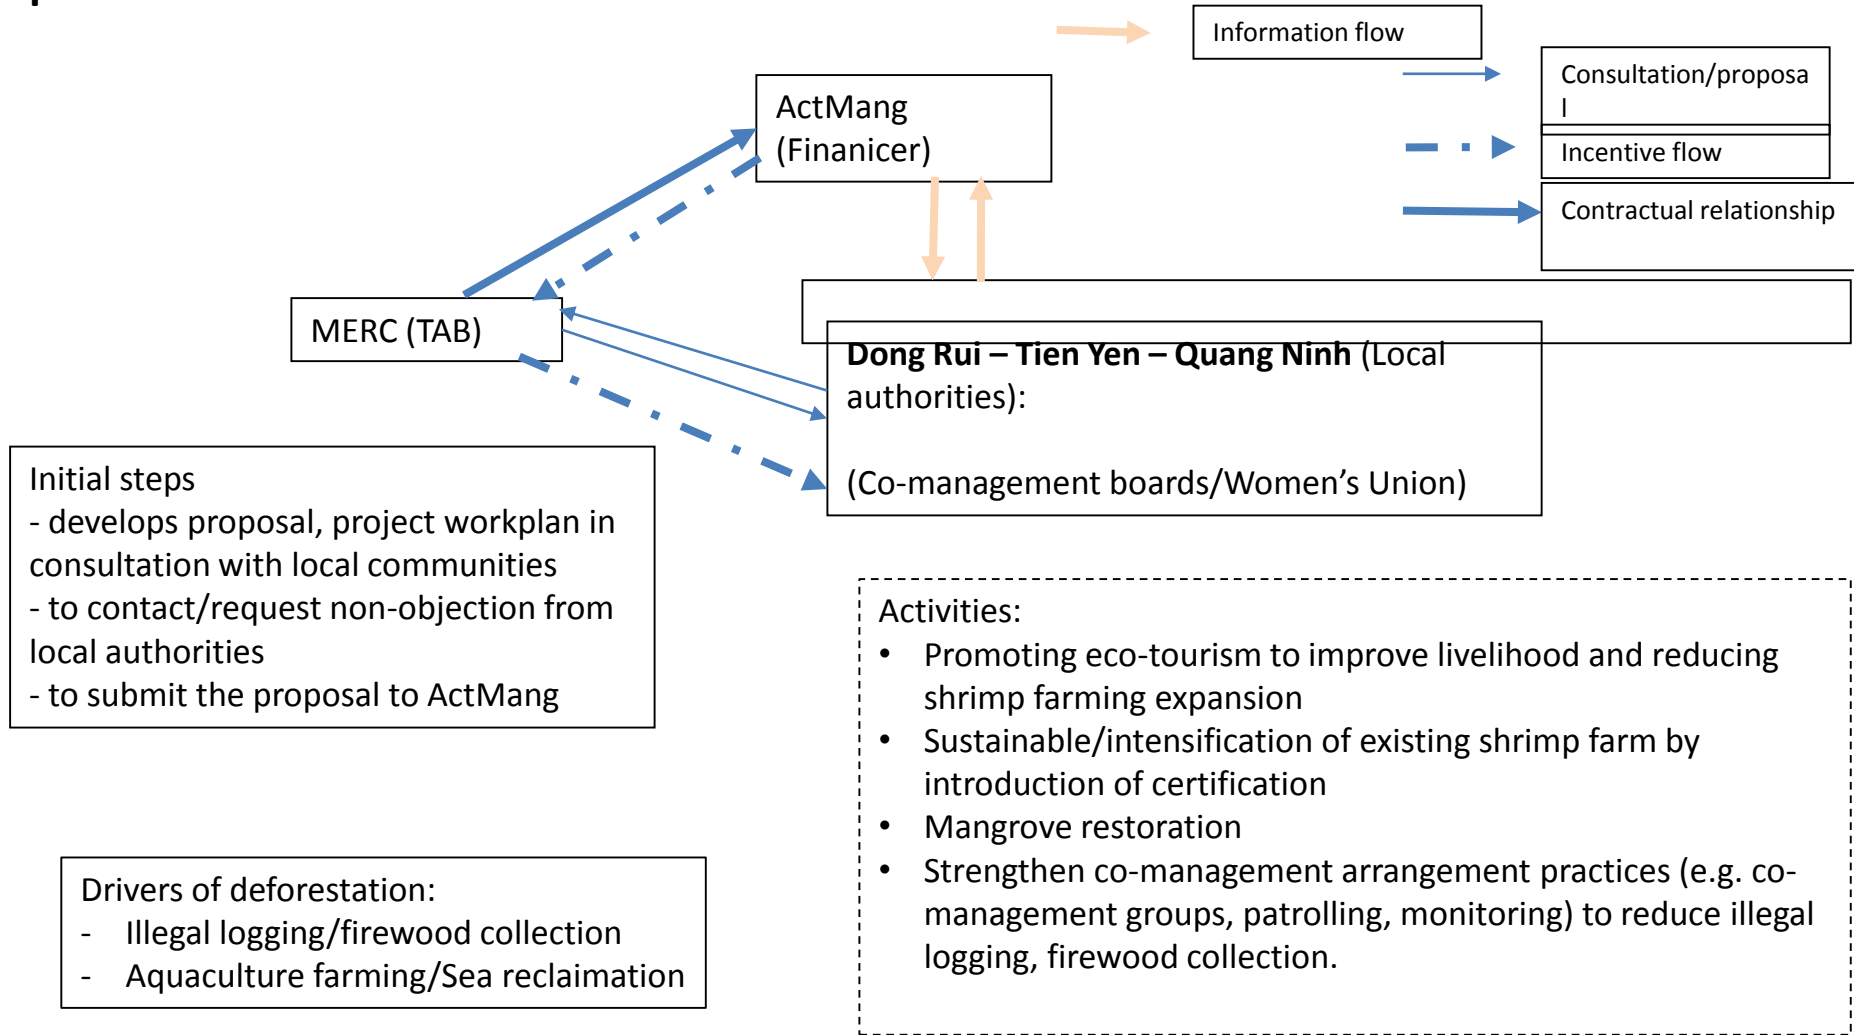 Information flow
Consultation/proposa
l
Incentive flow
Contractual relationship
ActMang
(Finanicer)
MERC (TAB)
Dong Rui – Tien Yen – Quang Ninh (Local
authorities):
(Co-management boards/Women’s Union)
Initial steps
- develops proposal, project workplan in
consultation with local communities
- to contact/request non-objection from
local authorities
- to submit the proposal to ActMang
Activities:
• Promoting eco-tourism to improve livelihood and reducing
shrimp farming expansion
• Sustainable/intensification of existing shrimp farm by
introduction of certification
• Mangrove restoration
• Strengthen co-management arrangement practices (e.g. co-
management groups, patrolling, monitoring) to reduce illegal
logging, firewood collection.
Drivers of deforestation:
- Illegal logging/firewood collection
- Aquaculture farming/Sea reclaimation